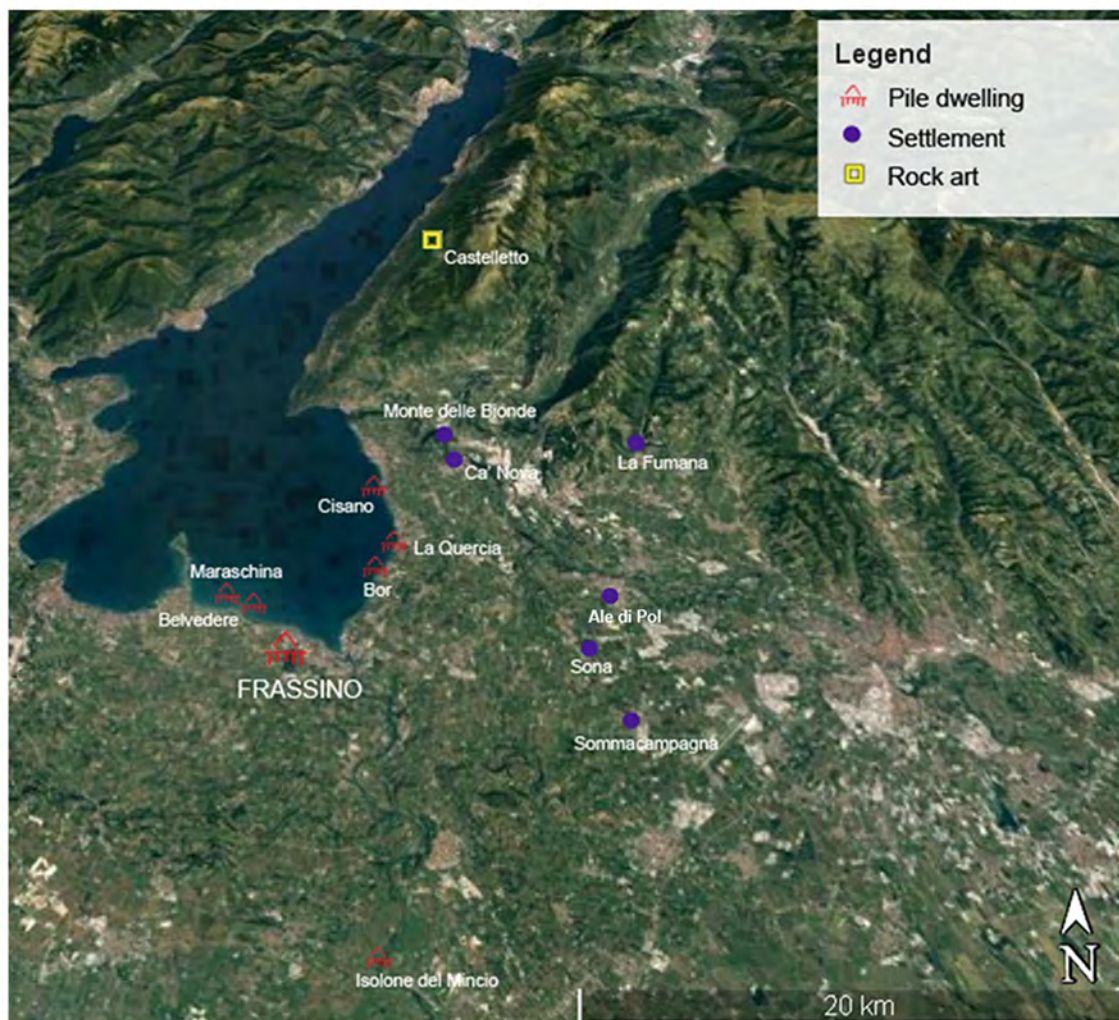 Legend
Pile dwelling
Settlement
Rock art
Castelletto
Monte delle Bionde
La Fumana
Ca' Nova
Cisano
La Quercia
Maraschina
Bor
Belvedere
Ale di Pol
Sona
FRASSINO
Sommacampagna
N
Isolone del Mincio
20 km